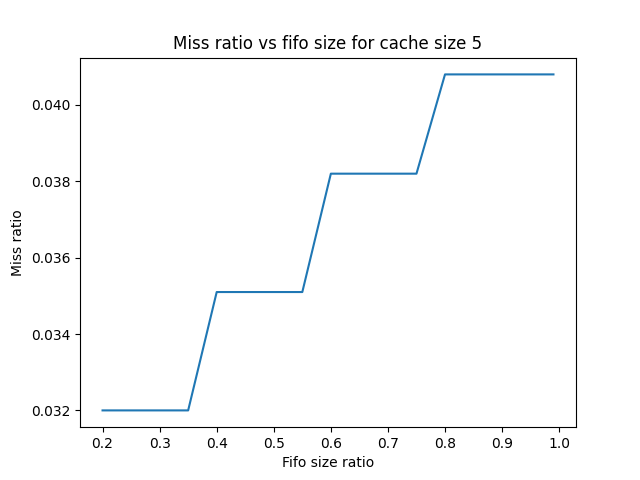 Miss ratio vs fifo size for cache size 5
0.040
0.038
0.036
0.034
0.032
Miss ratio
0.2 0.3 0.4 0.5 0.6 0.7 0.8 0.9 1.0
Fifo size ratio